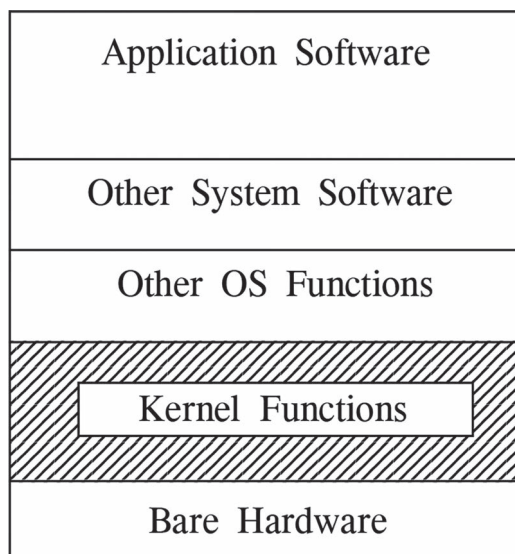 Application Software
Other System Software
Other OS Functions
Kernel Functions
Bare Hardware